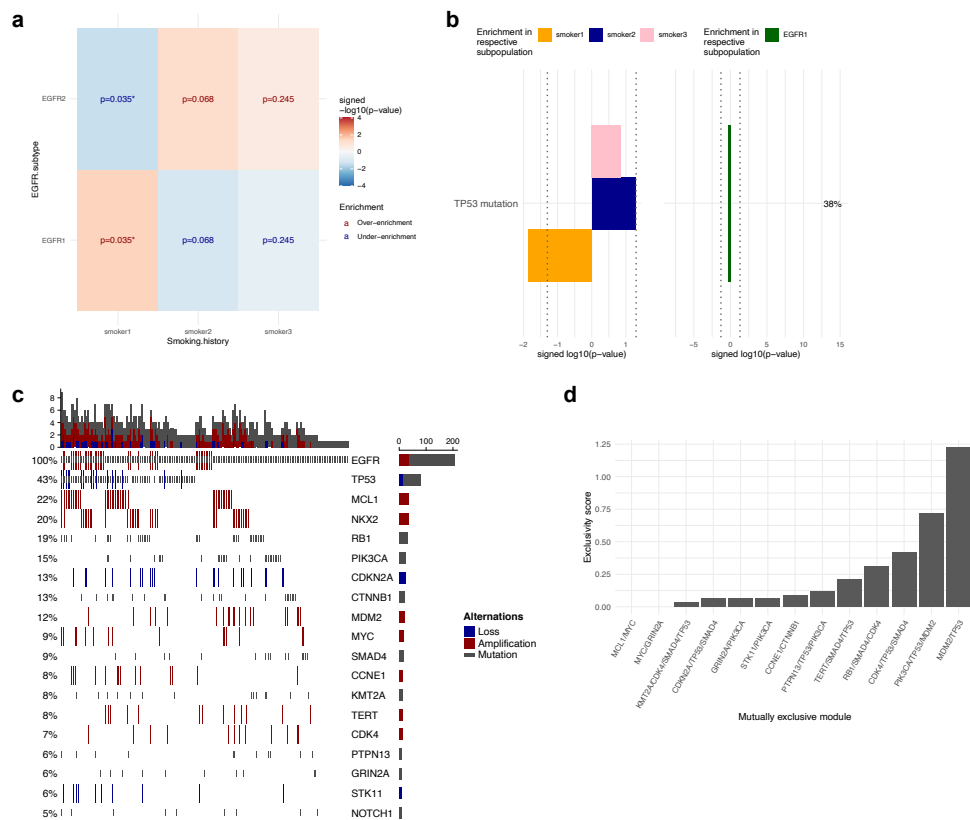 a
EGFR2
EGFR1
EGFR.subtype
p=0.035*
p=0.068
p=0.245
p=0.035*
p=0.068
p=0.245
smoker1
smoker2
smoker3
Smoking.history
signed
−log10(p−value)
4
2
0
−2
−4
Enrichment
a Over−enrichment
a Under−enrichment
b
Enrichment in
respective
subpopulation
smoker1
smoker2
smoker3
Enrichment in
respective
subpopulation
EGFR1
TP53 mutation
38%
−2 −1 0 1
signed log10(p−value)
−5 0 5 10 15
signed log10(p−value)
c
8
6
4
2
0
0 100 200
100% EGFR
43% TP53
22% MCL1
20% NKX2
19% RB1
15% PIK3CA
13% CDKN2A
13% CTNNB1
12% MDM2
9% MYC
9% SMAD4
8% CCNE1
8% KMT2A
8% TERT
7% CDK4
6% PTPN13
6% GRIN2A
6% STK11
5% NOTCH1
Alternations
Loss
Amplification
Mutation
d
1.25
1.00
0.75
0.50
0.25
0.00
Exclusivity score
MCL1/MYC
MYC/GRIN2A
KMT2A/CDK4/SMAD4/TP53
CDKN2A/TP53/SMAD4
GRIN2A/PIK3CA
STK11/PIK3CA
CCNE1/CTNNB1
PTPN13/TP53/PIK3CA
TERT/SMAD4/TP53
RB1/SMAD4/CDK4
CDK4/TP53/SMAD4
PIK3CA/TP53/MDM2
MDM2/TP53
Mutually exclusive module